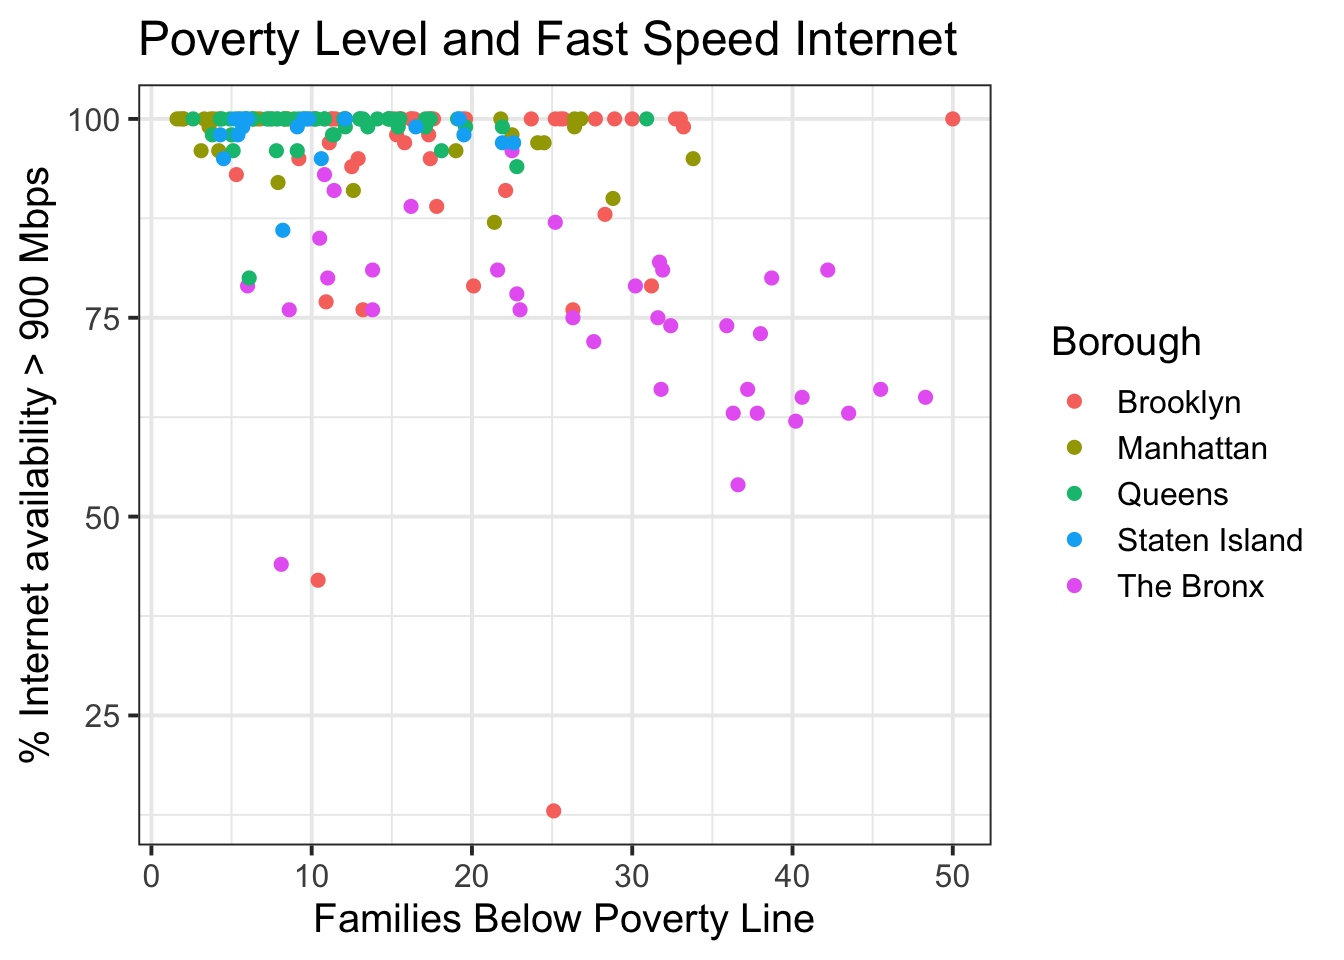 Poverty Level and Fast Speed Internet
% Internet availability > 900 Mbps
100
75
50
25
0 10 20 30 40 50
Families Below Poverty Line
Borough
Brooklyn
Manhattan
Queens
Staten Island
The Bronx